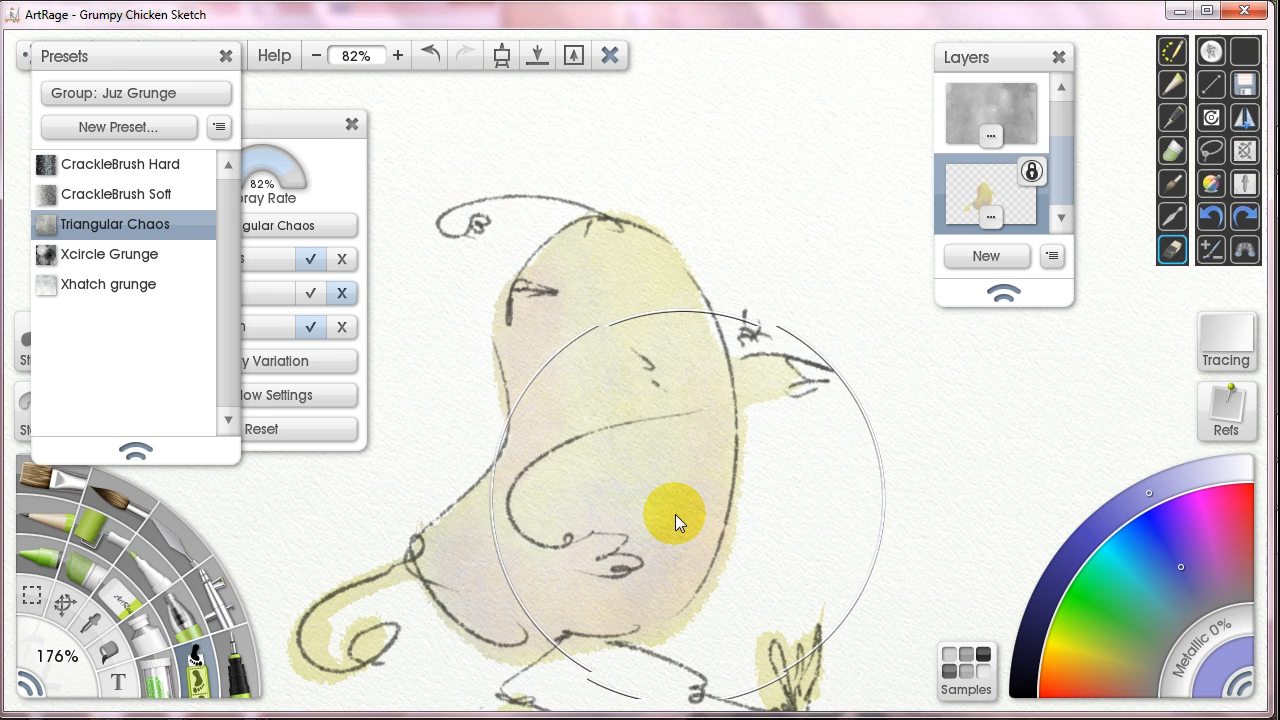 ArtRage - Grumpy Chicken Sketch
Presets
Help
82%
Layers
Group: Juz Grunge
New Preset...
CrackleBrush Hard
CrackleBrush Soft
Triangular Chaos
Xcircle Grunge
Xhatch grunge
82%
ray Rate
gular Chaos
X
X
X
y Variation
low Settings
Reset
New
Tracing
Refs
176%
T
Metallic 0%
Samples